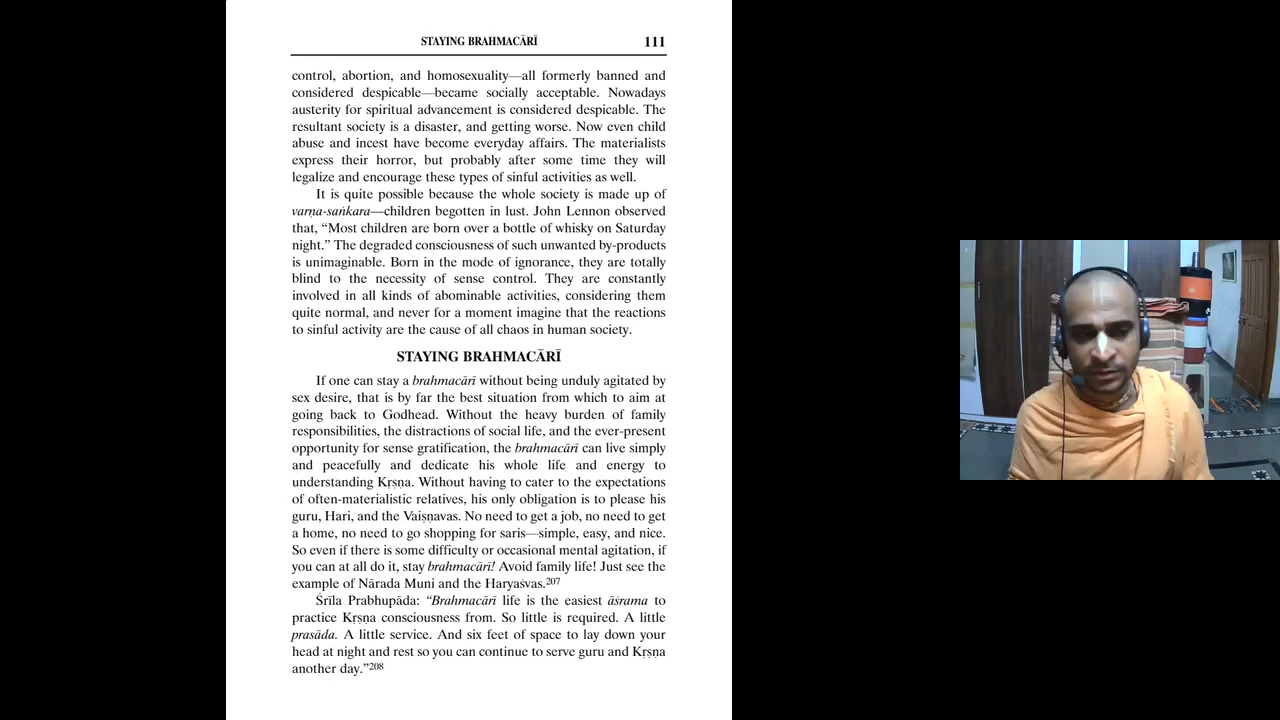 STAYING BRAHMACĀRĪ 111
control, abortion, and homosexuality—all formerly banned and
considered despicable—became socially acceptable. Nowadays
austerity for spiritual advancement is considered despicable. The
resultant society is a disaster, and getting worse. Now even child
abuse and incest have become everyday affairs. The materialists
express their horror, but probably after some time they will
legalize and encourage these types of sinful activities as well.
It is quite possible because the whole society is made up of
varṇa-saṅkara—children begotten in lust. John Lennon observed
that, “Most children are born over a bottle of whisky on Saturday
night.” The degraded consciousness of such unwanted by-products
is unimaginable. Born in the mode of ignorance, they are totally
blind to the necessity of sense control. They are constantly
involved in all kinds of abominable activities, considering them
quite normal, and never for a moment imagine that the reactions
to sinful activity are the cause of all chaos in human society.
STAYING BRAHMACĀRĪ
If one can stay a brahmacārī without being unduly agitated by
sex desire, that is by far the best situation from which to aim at
going back to Godhead. Without the heavy burden of family
responsibilities, the distractions of social life, and the ever-present
opportunity for sense gratification, the brahmacārī can live simply
and peacefully and dedicate his whole life and energy to
understanding Kṛṣṇa. Without having to cater to the expectations
of often-materialistic relatives, his only obligation is to please his
guru, Hari, and the Vaiṣṇavas. No need to get a job, no need to get
a home, no need to go shopping for saris—simple, easy, and nice.
So even if there is some difficulty or occasional mental agitation, if
you can at all do it, stay brahmacārī! Avoid family life! Just see the
example of Nārada Muni and the Haryaśvas.207
Śrīla Prabhupāda: “Brahmacārī life is the easiest āśrama to
practice Kṛṣṇa consciousness from. So little is required. A little
prasāda. A little service. And six feet of space to lay down your
head at night and rest so you can continue to serve guru and Kṛṣṇa
another day.”208